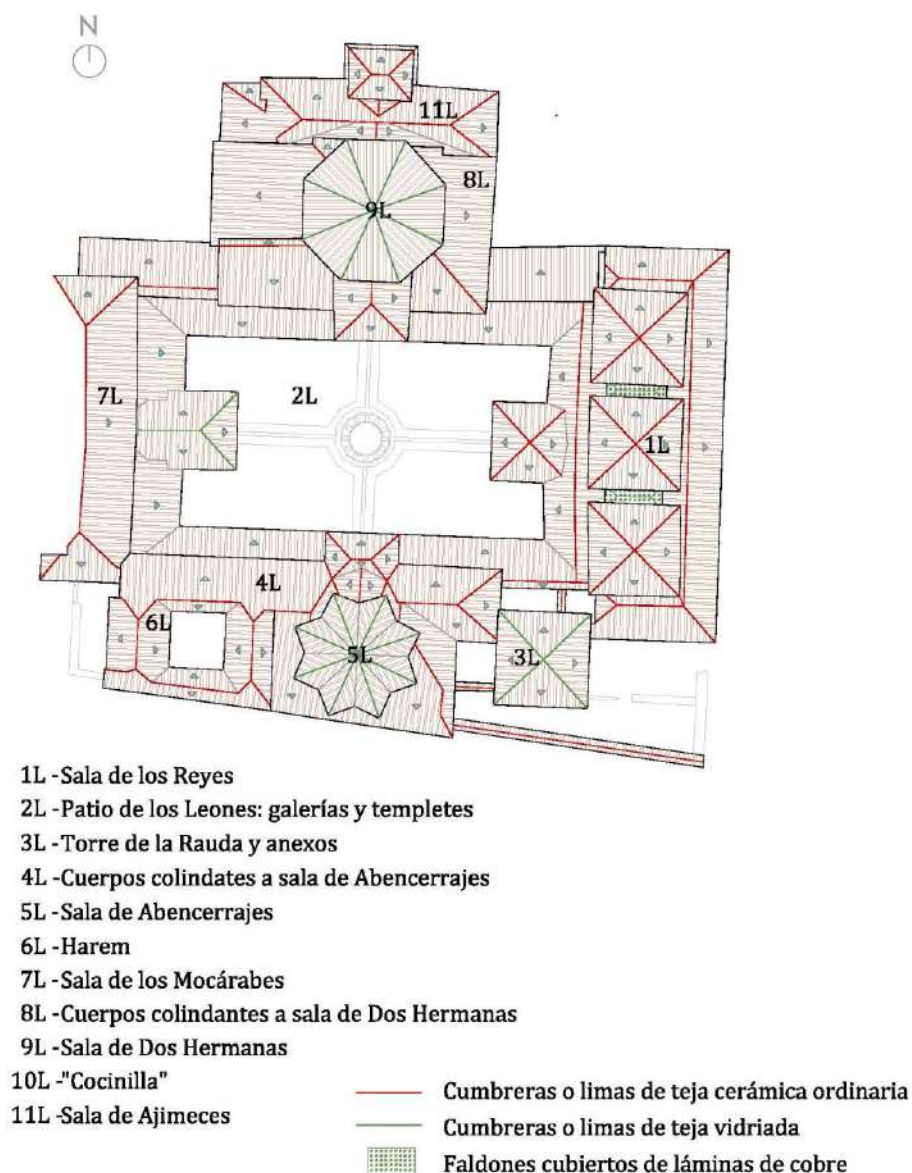 N
11L
8L
9L
7L
2L
1L
4L
6L
5L
3L
1L -Sala de los Reyes
2L -Patio de los Leones: galerías y templetes
3L -Torre de la Rauda y anexos
4L -Cuerpos colindates a sala de Abencerrajes
5L -Sala de Abencerrajes
6L -Harem
7L -Sala de los Mocárabes
8L -Cuerpos colindantes a sala de Dos Hermanas
9L -Sala de Dos Hermanas
10L -"Cocinilla"
11L -Sala de Ajimeces
Cumbreras o limas de teja cerámica ordinaria
Cumbreras o limas de teja vidriada
Faldones cubiertos de láminas de cobre